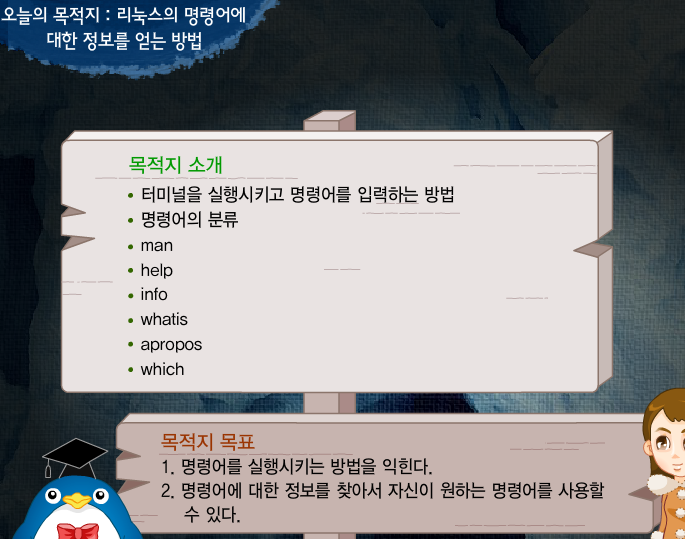 오늘의 목적지 : 리눅스의 명령어에
대한 정보를 얻는 방법
목적지 소개
• 터미널을 실행시키고 명령어를 입력하는 방법
• 명령어의 분류
• man
• help
• info
• whatis
• apropos
• which
목적지 목표
1. 명령어를 실행시키는 방법을 익힌다.
2. 명령어에 대한 정보를 찾아서 자신이 원하는 명령어를 사용할
수 있다.